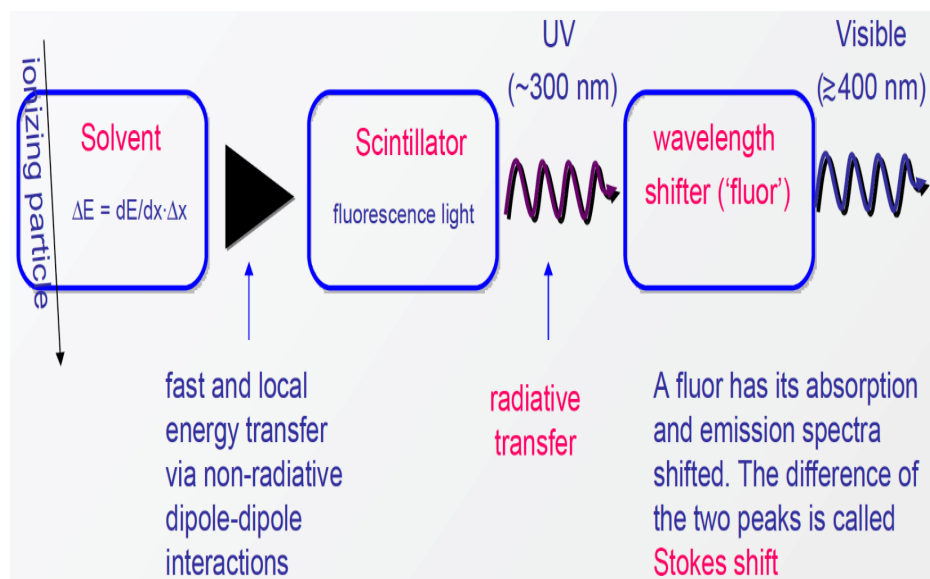 ionizing particle
Solvent
ΔE = dE/dx·Δx
Scintillator
fluorescence light
UV
(~300 nm)
wavelength
shifter (‘fluor’)
Visible
(≳400 nm)
fast and local
energy transfer
via non-radiative
dipole-dipole
interactions
radiative
transfer
A fluor has its absorption
and emission spectra
shifted. The difference of
the two peaks is called
Stokes shift